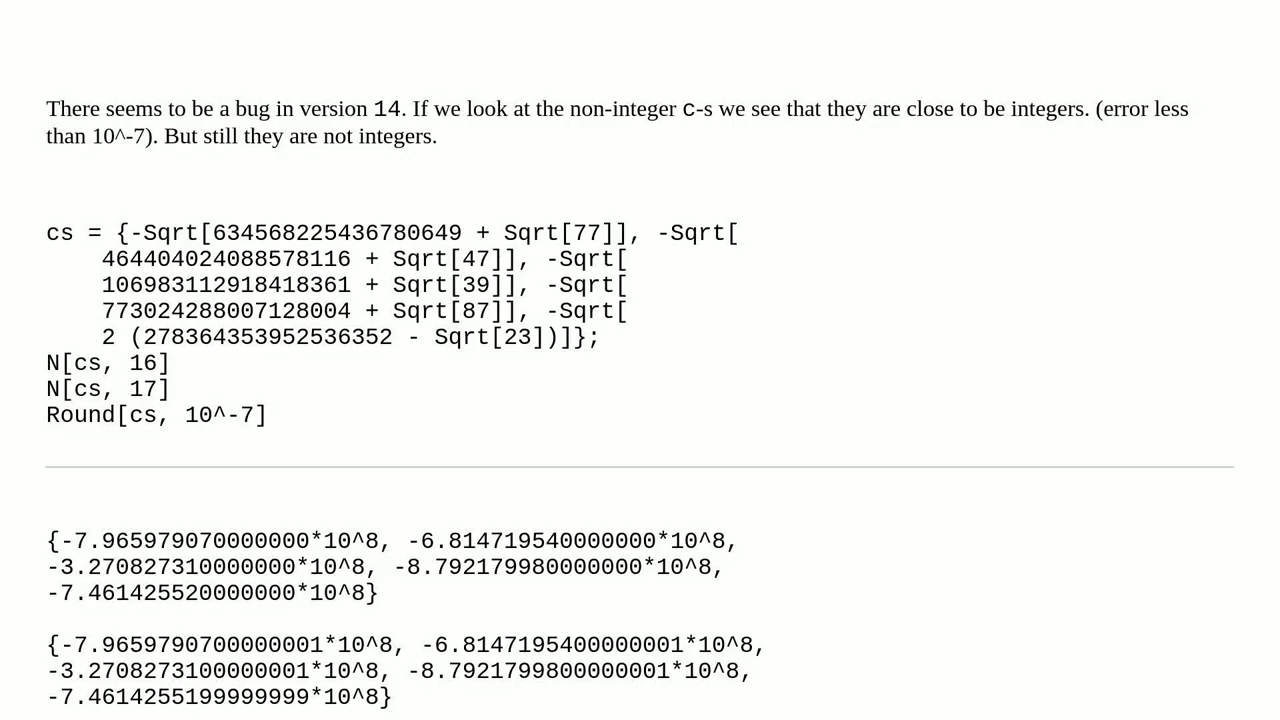 There seems to be a bug in version 14. If we look at the non-integer c-s we see that they are close to be integers. (error less
than 10^-7). But still they are not integers.
cs = {-Sqrt[634568225436780649 + Sqrt[77]], -Sqrt[
464404024088578116 + Sqrt[47]], -Sqrt[
106983112918418361 + Sqrt[39]], -Sqrt[
773024288007128004 + Sqrt[87]], -Sqrt[
2 (278364353952536352 - Sqrt[23])]};
N[cs, 16]
N[cs, 17]
Round[cs, 10^-7]
{-7.965979070000000*10^8, -6.814719540000000*10^8,
-3.270827310000000*10^8, -8.792179980000000*10^8,
-7.461425520000000*10^8}
{-7.9659790700000001*10^8, -6.8147195400000001*10^8,
-3.2708273100000001*10^8, -8.7921799800000001*10^8,
-7.4614255199999999*10^8}